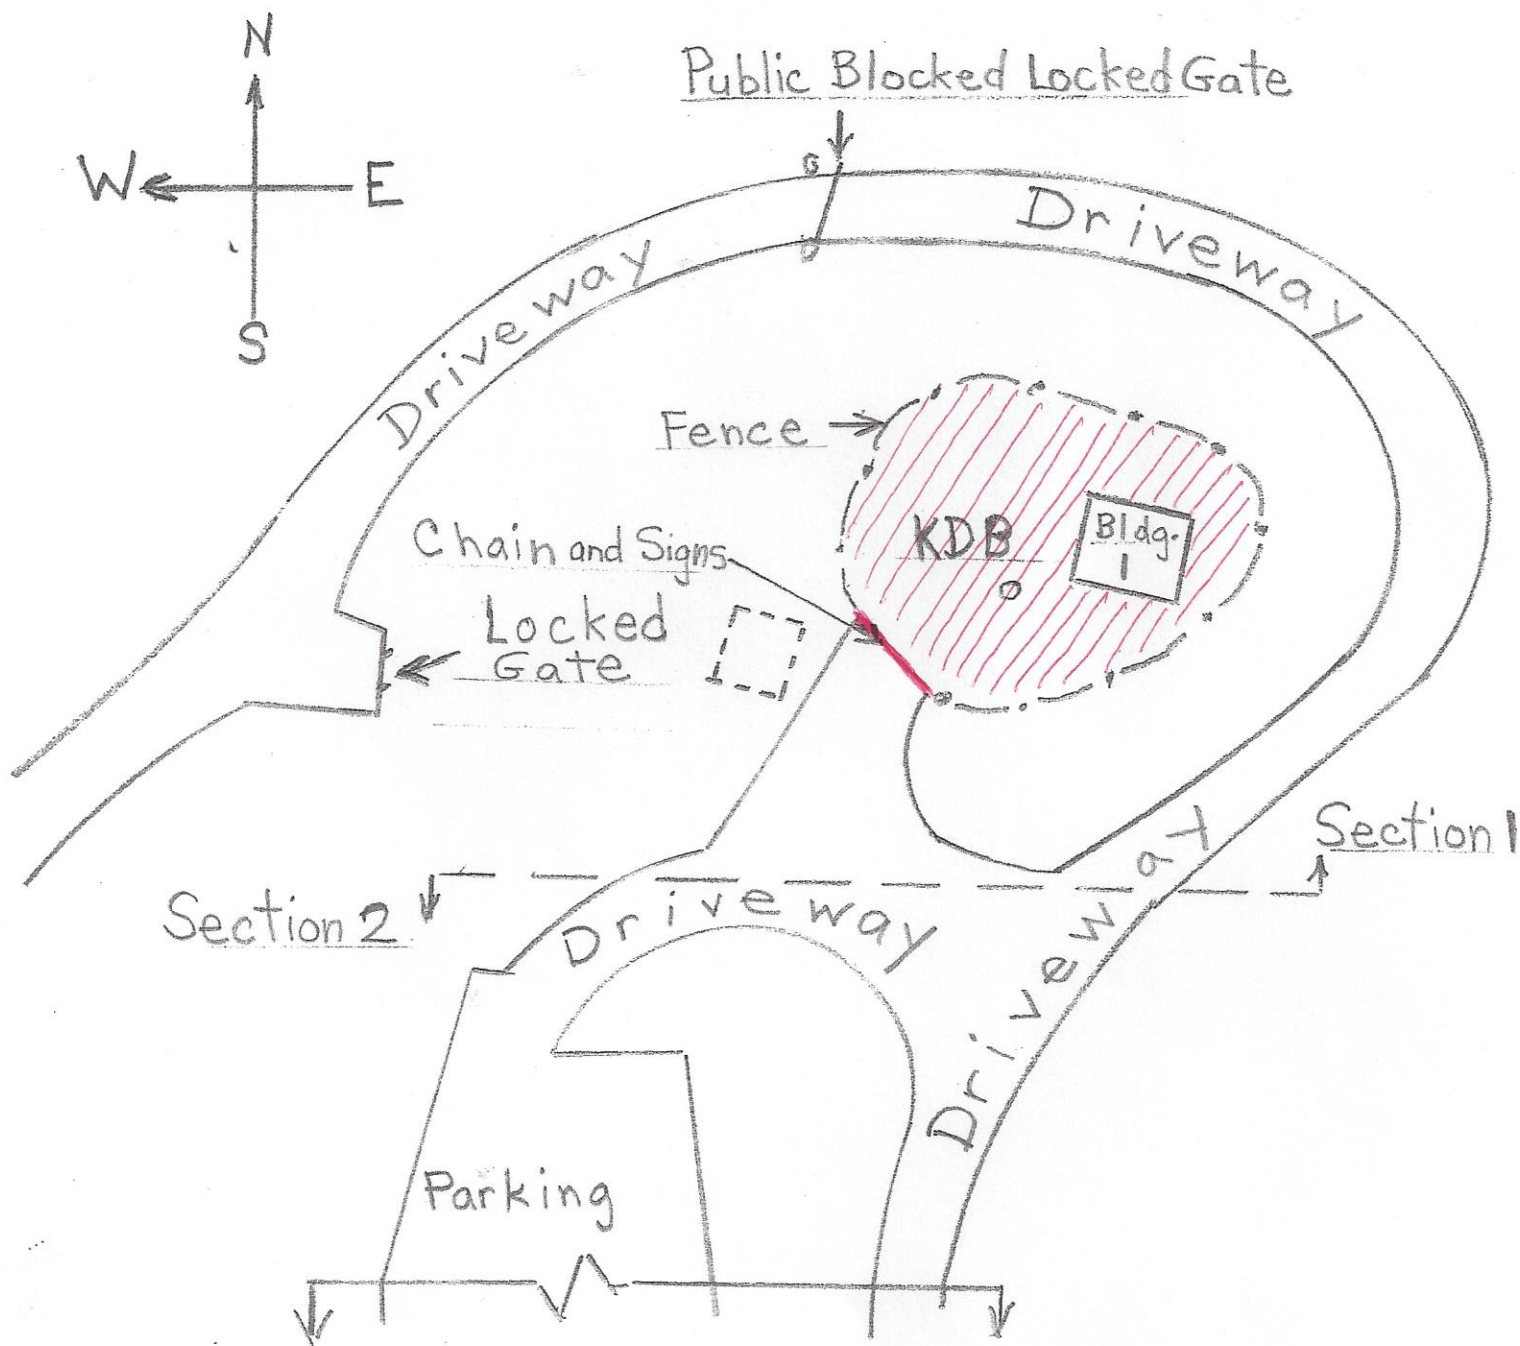 N
Public Blocked Locked Gate
W
E
S
Driveway
Driveway
Fence
KDB
Bldg.
1
Chain and Signs
Locked
Gate
Driveway
Section 1
Section 2
Driveway
Parking